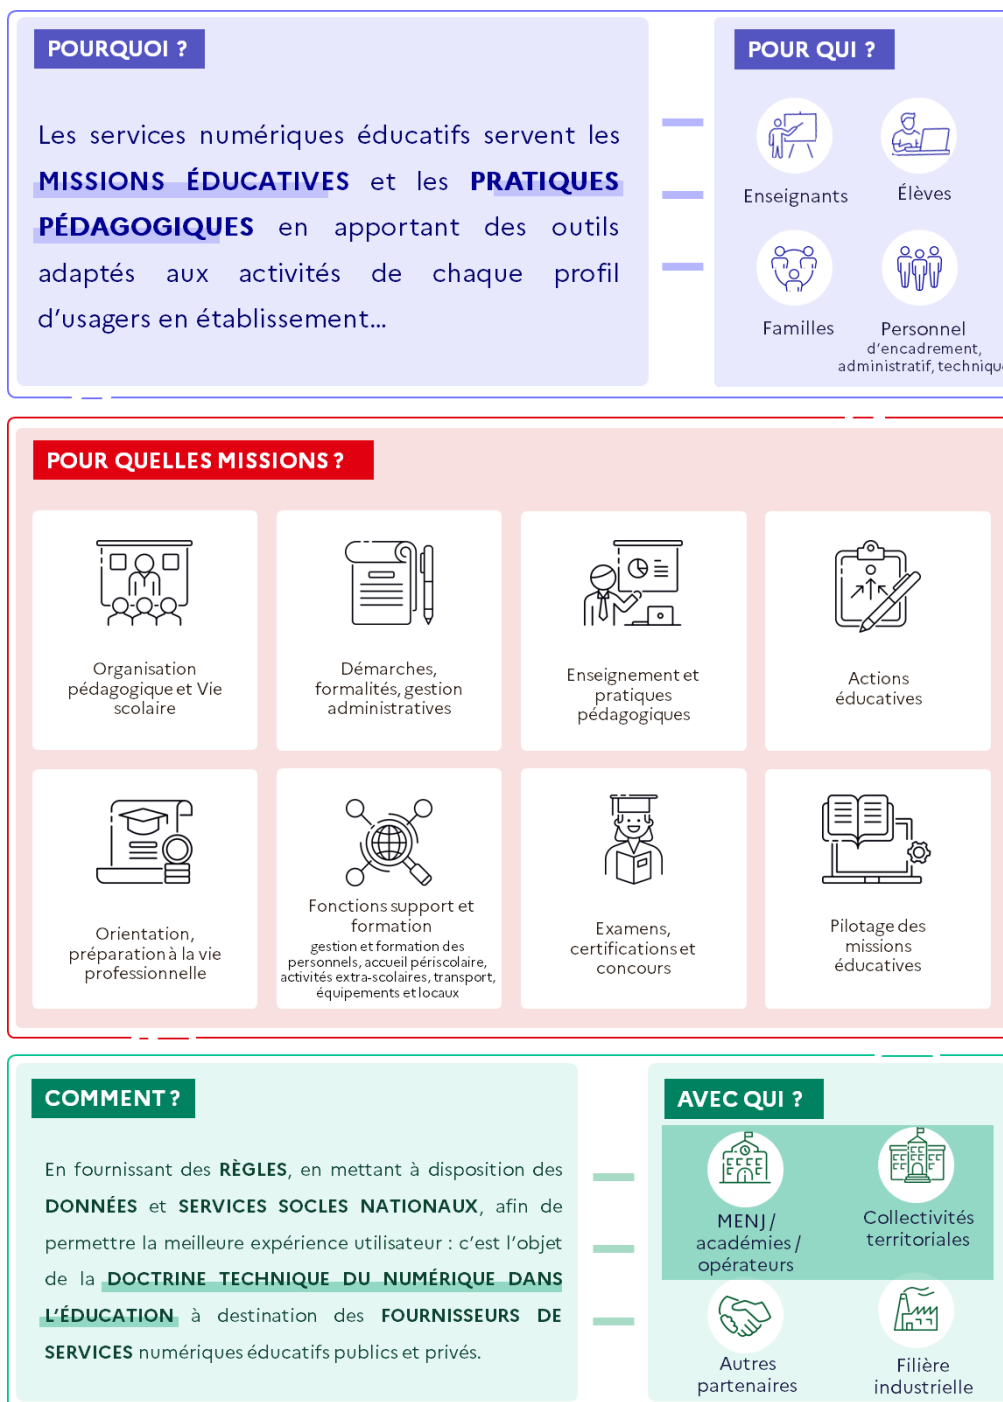 POURQUOI ?
Les services numériques éducatifs servent les
MISSIONS ÉDUCATIVES et les PRATIQUES
PÉDAGOGIQUES en apportant des outils
adaptés aux activités de chaque profil
d’usagers en établissement...
POUR QUI ?
Enseignants
Élèves
Familles
Personnel
d’encadrement,
administratif, techniqu
POUR QUELLES MISSIONS ?
Organisation
pédagogique et Vie
scolaire
Démarches,
formalités, gestion
administratives
Enseignement et
pratiques
pédagogiques
Actions
éducatives
Orientation,
préparation à la vie
professionnelle
Fonctions support et
formation
gestion et formation des
personnels, accueil périscolaire,
activités extra-scolaires, transport,
équipements et locaux
Examens,
certifications et
concours
Pilotage des
missions
éducatives
COMMENT ?
En fournissant des RÈGLES, en mettant à disposition des
DONNÉES et SERVICES SOCLES NATIONAUX, afin de
permettre la meilleure expérience utilisateur : c’est l’objet
de la DOCTRINE TECHNIQUE DU NUMÉRIQUE DANS
L’ÉDUCATION à destination des FOURNISSEURS DE
SERVICES numériques éducatifs publics et privés.
AVEC QUI ?
MENJ /
académies /
opérateurs
Collectivités
territoriales
Autres
partenaires
Filière
industrielle